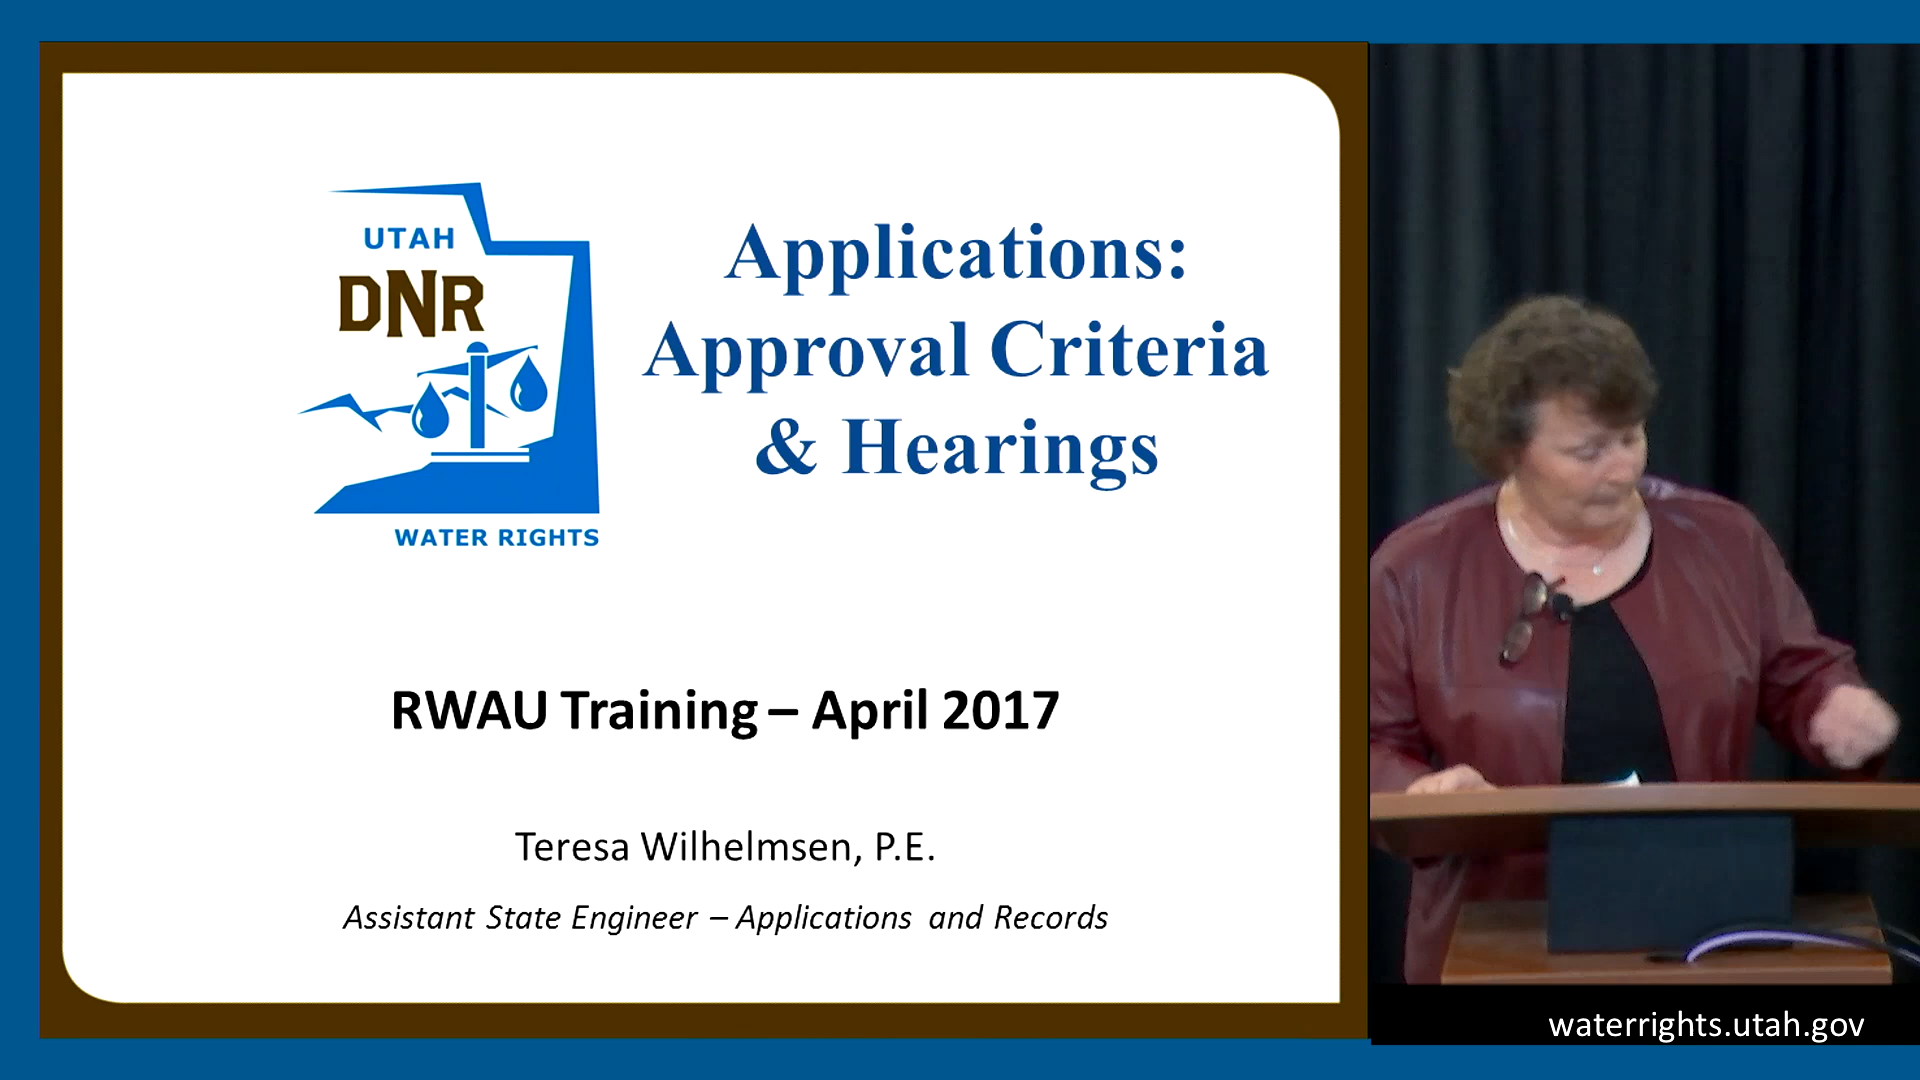 UTAH
DNR
WATER RIGHTS
Applications:
Approval Criteria
& Hearings
RWAU Training – April 2017
Teresa Wilhelmsen, P.E.
Assistant State Engineer – Applications and Records
waterrights.utah.gov